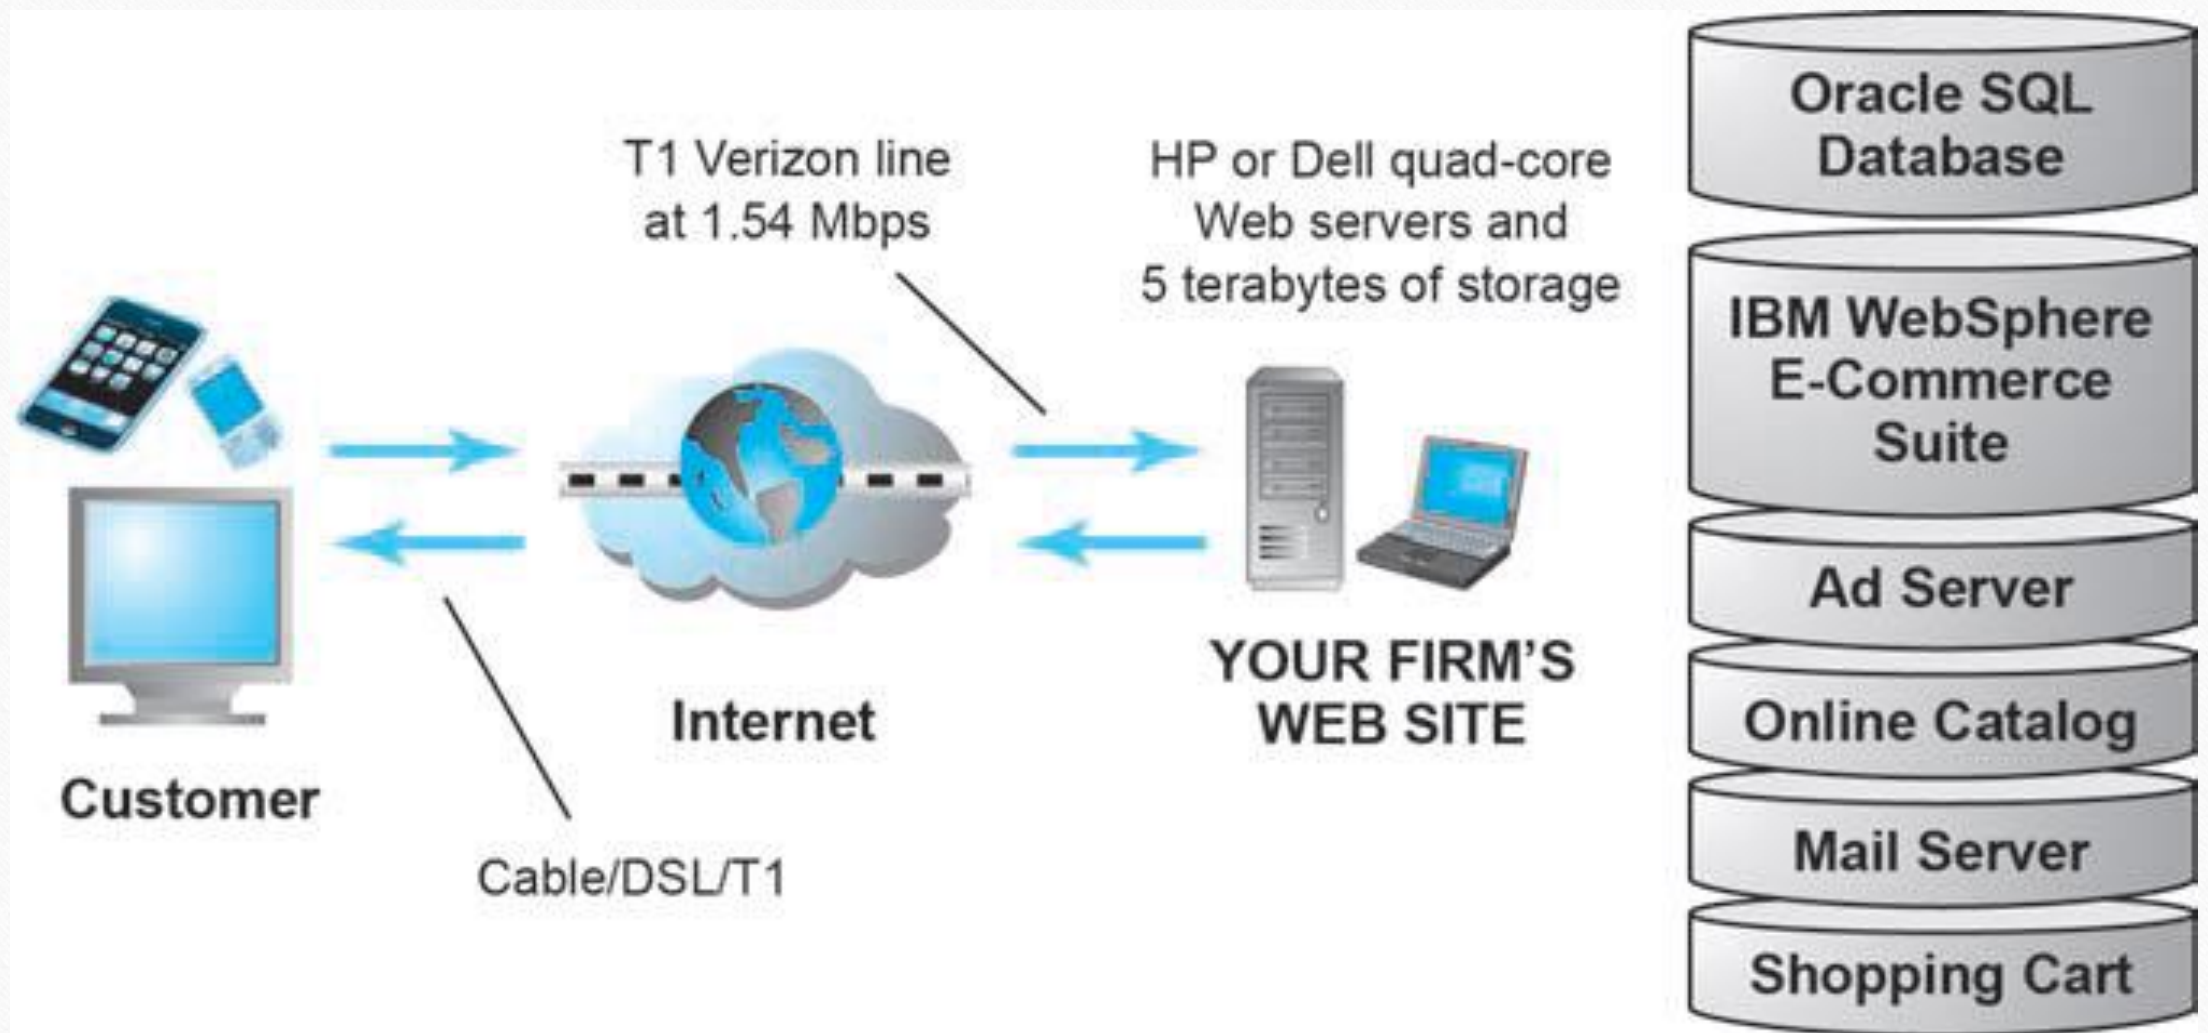 T1 Verizon line
at 1.54 Mbps
HP or Dell quad-core
Web servers and
5 terabytes of storage
Customer
Internet
YOUR FIRM’S
WEB SITE
Cable/DSL/T1
Oracle SQL
Database
IBM WebSphere
E-Commerce
Suite
Ad Server
Online Catalog
Mail Server
Shopping Cart